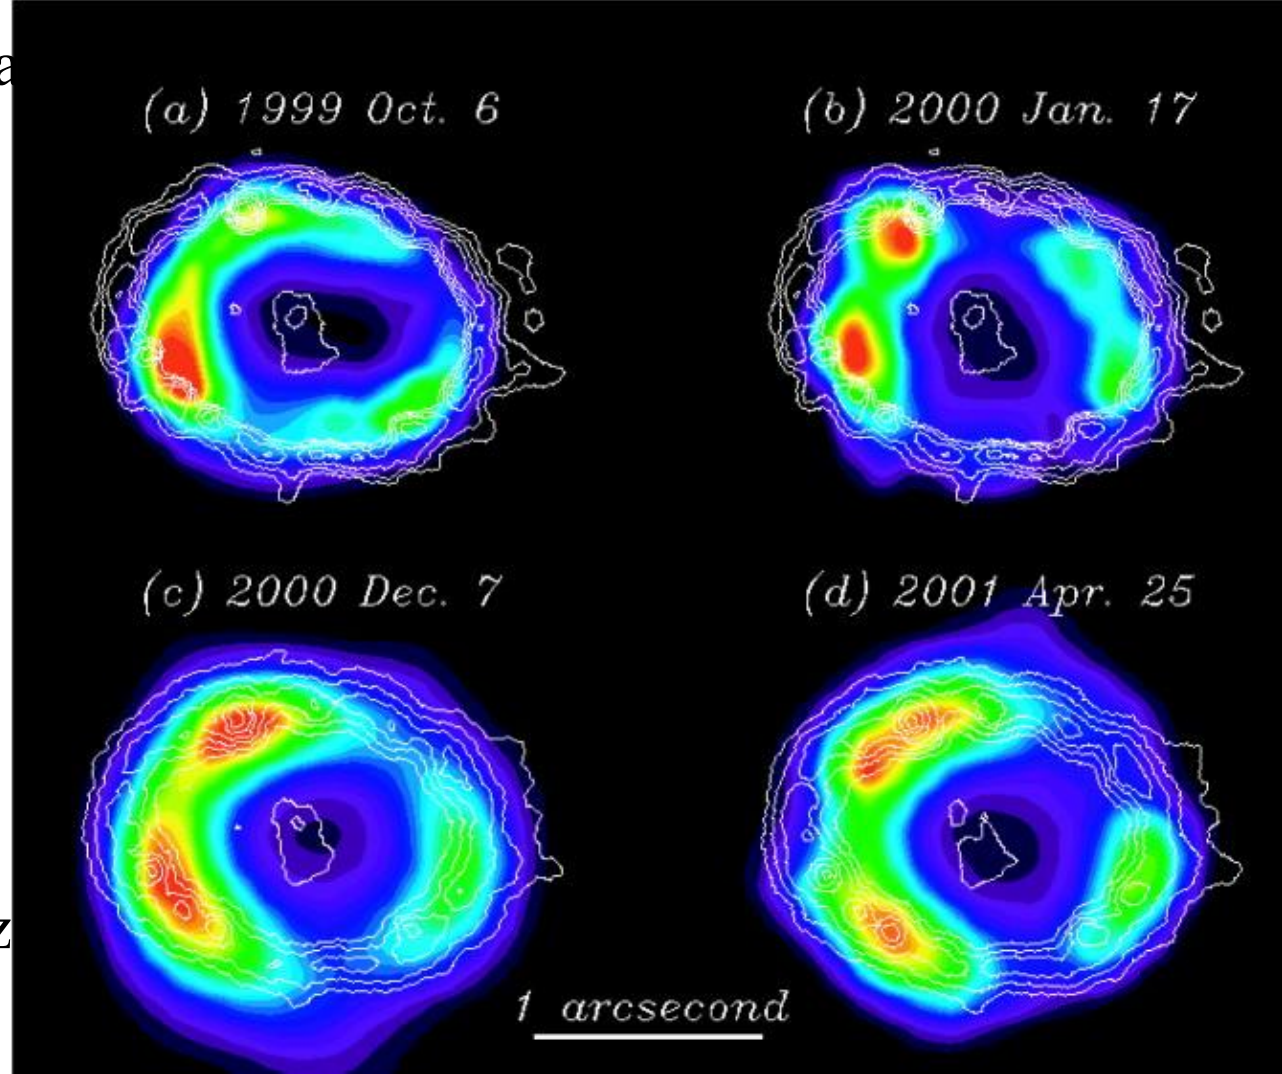 a
(a) 1999 Oct. 6
(b) 2000 Jan. 17
(c) 2000 Dec. 7
(d) 2001 Apr. 25
z
1 arcsecond